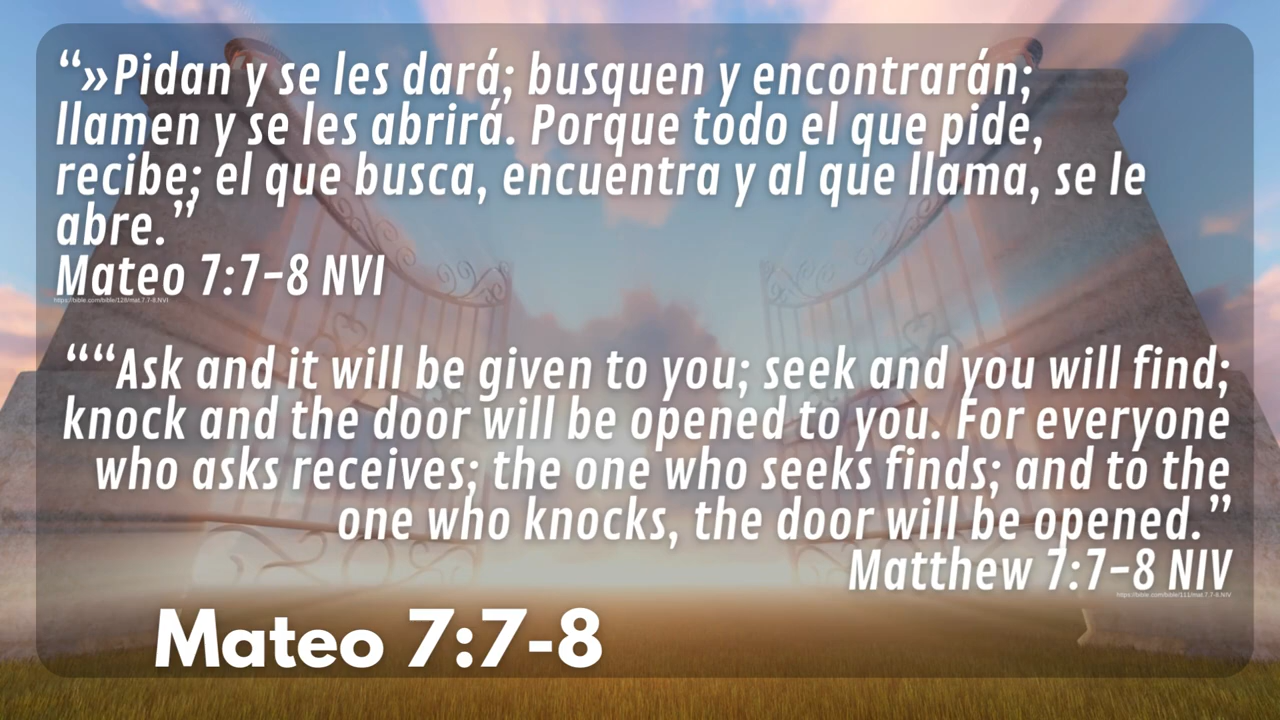 “»Pidan y se les dará; busquen y encontrarán;
llamen y se les abrirá. Porque todo el que pide,
recibe; el que busca, encuentra y al que llama, se le
abre.”
Mateo 7:7-8 NVI
https://bible.com/bible/128/mat.7.7-8.NVI
““Ask and it will be given to you; seek and you will find;
knock and the door will be opened to you. For everyone
who asks receives; the one who seeks finds; and to the
one who knocks, the door will be opened.”
Matthew 7:7-8 NIV
https://bible.com/bible/111/mat.7.7-8.NIV
Mateo 7:7-8